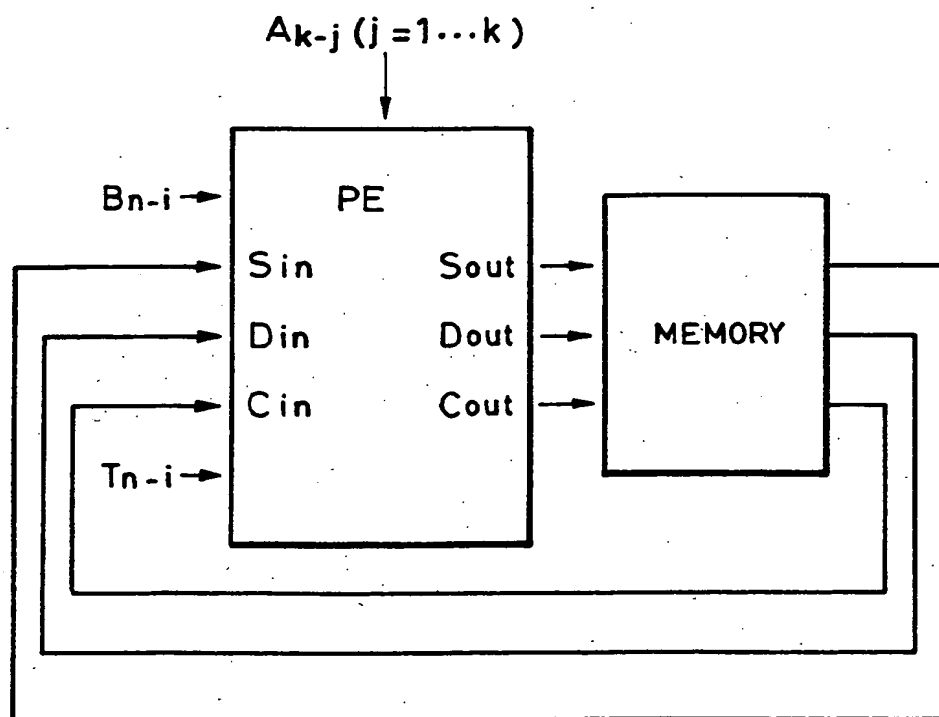 Ak-j (j=1...k)
Bn-i
PE
Sin
Sout
Din
Dout
MEMORY
Cin
Cout
Tn-i